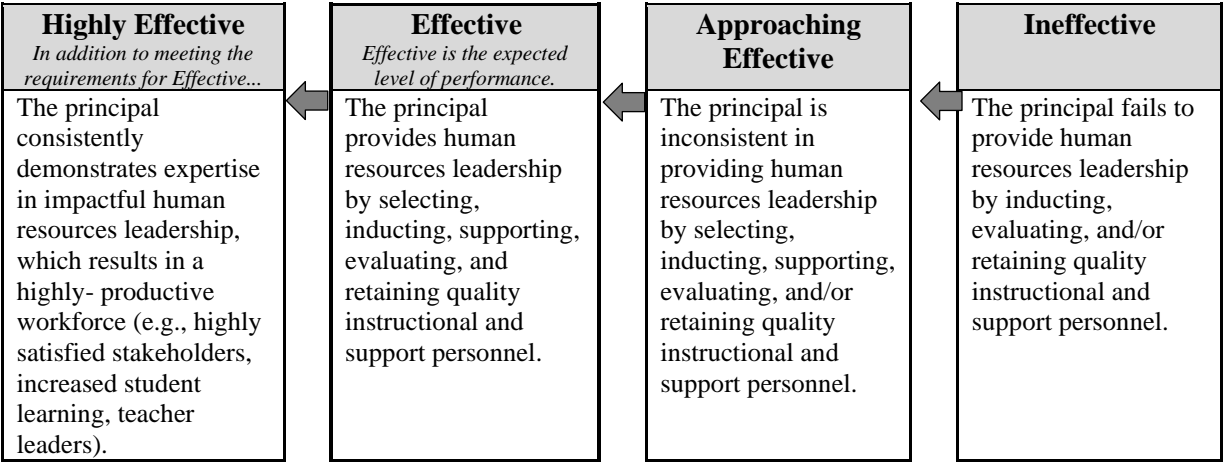 Highly Effective
In addition to meeting the
requirements for Effective...
The principal
consistently
demonstrates expertise
in impactful human
resources leadership,
which results in a
highly- productive
workforce (e.g., highly
satisfied stakeholders,
increased student
learning, teacher
leaders).
Effective
Effective is the expected
level of performance.
The principal
provides human
resources leadership
by selecting,
inducting, supporting,
evaluating, and
retaining quality
instructional and
support personnel.
Approaching
Effective
The principal is
inconsistent in
providing human
resources leadership
by selecting,
inducting, supporting,
evaluating, and/or
retaining quality
instructional and
support personnel.
Ineffective
The principal fails to
provide human
resources leadership
by inducting,
evaluating, and/or
retaining quality
instructional and
support personnel.